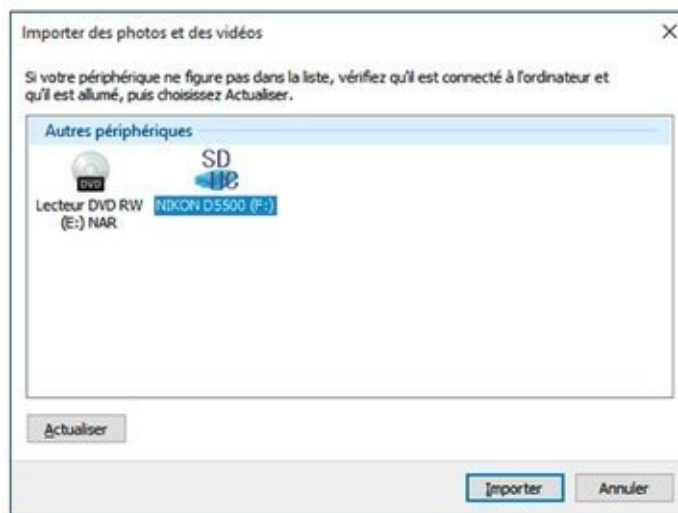 Importer des photos et des vidéos
Si votre périphérique ne figure pas dans la liste, vérifiez qu'il est connecté à l'ordinateur et
qu'il est allumé, puis choisissez Actualiser.
Autres périphériques
DVD
SD
HC
Lecteur DVD RW
(E:) NAR
NIKON D5500 (F:)
Actualiser
Importer
Annuler